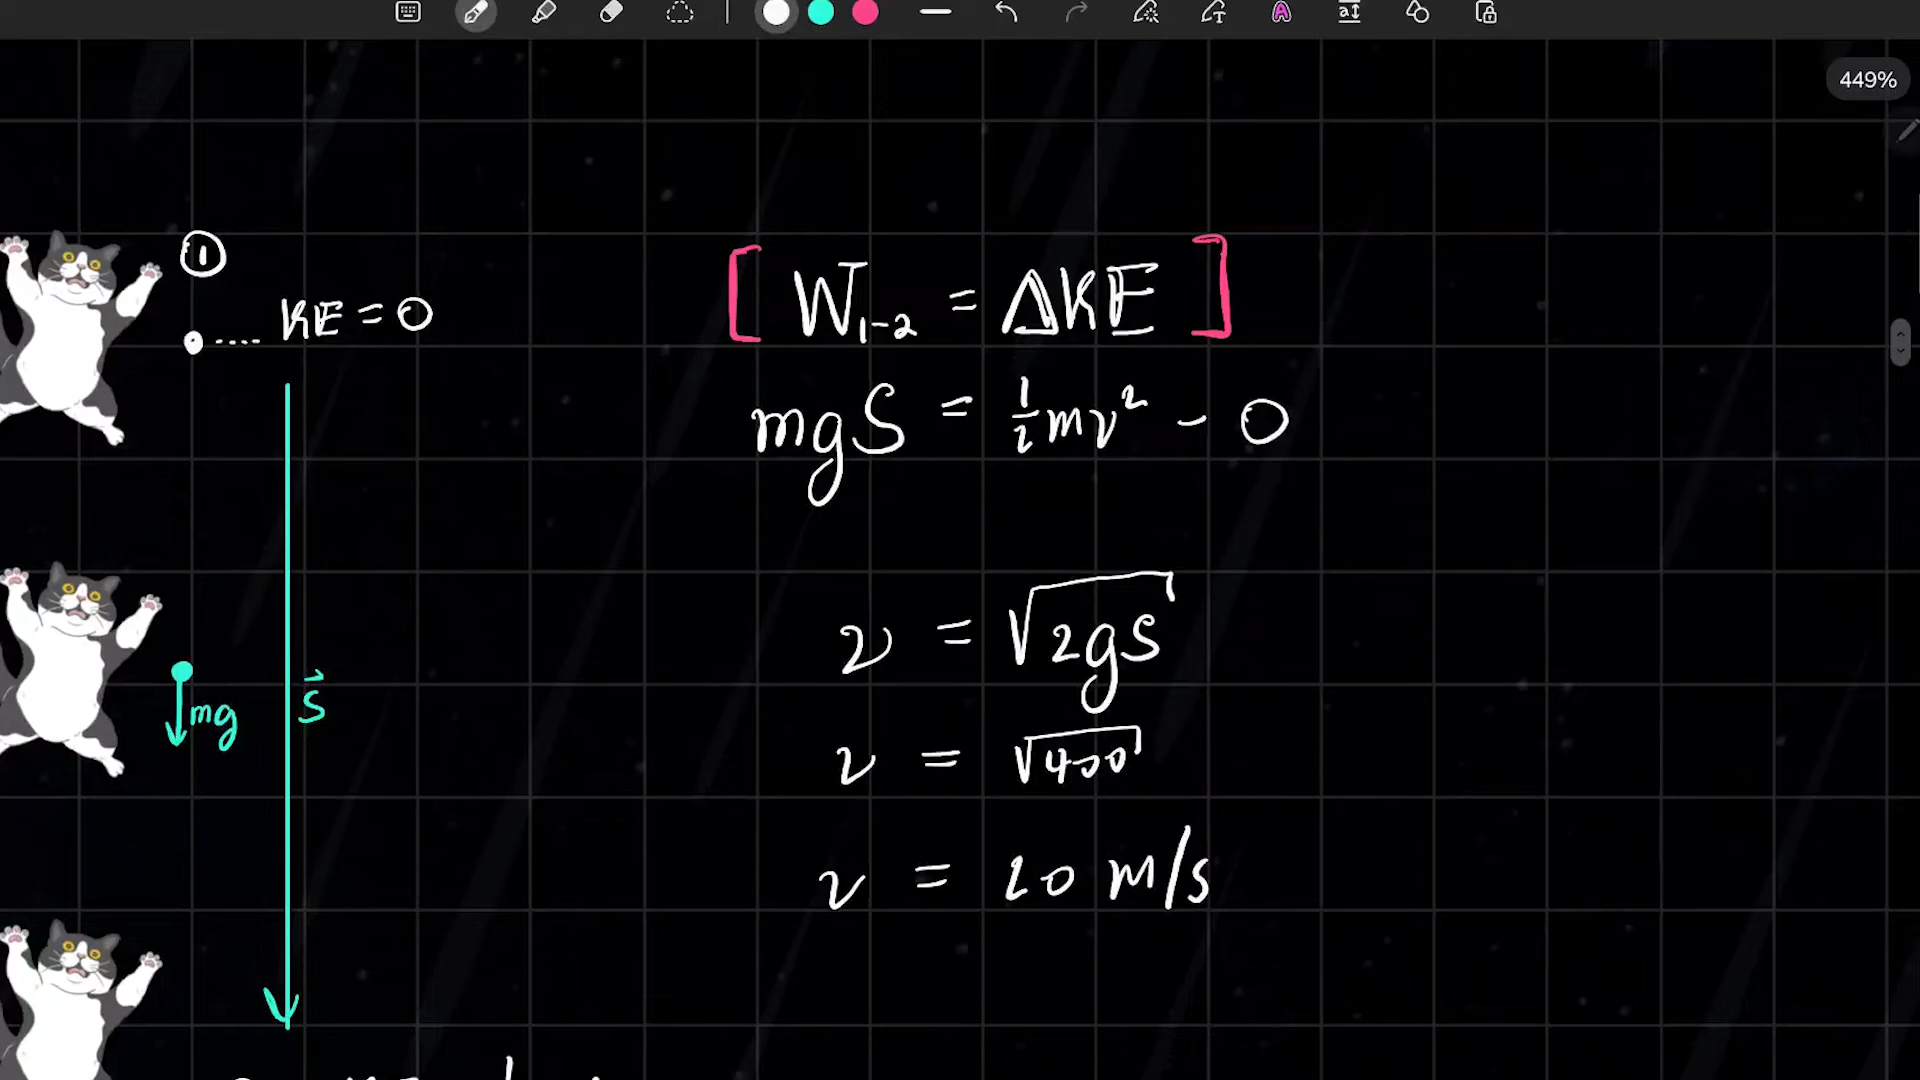 449%
①
KE = 0
[ W₁₋₂ = ΔKE ]
mgS = ½mv² - 0
mg
s⃗
v = √2gS
v = √400
v = 20 m/s